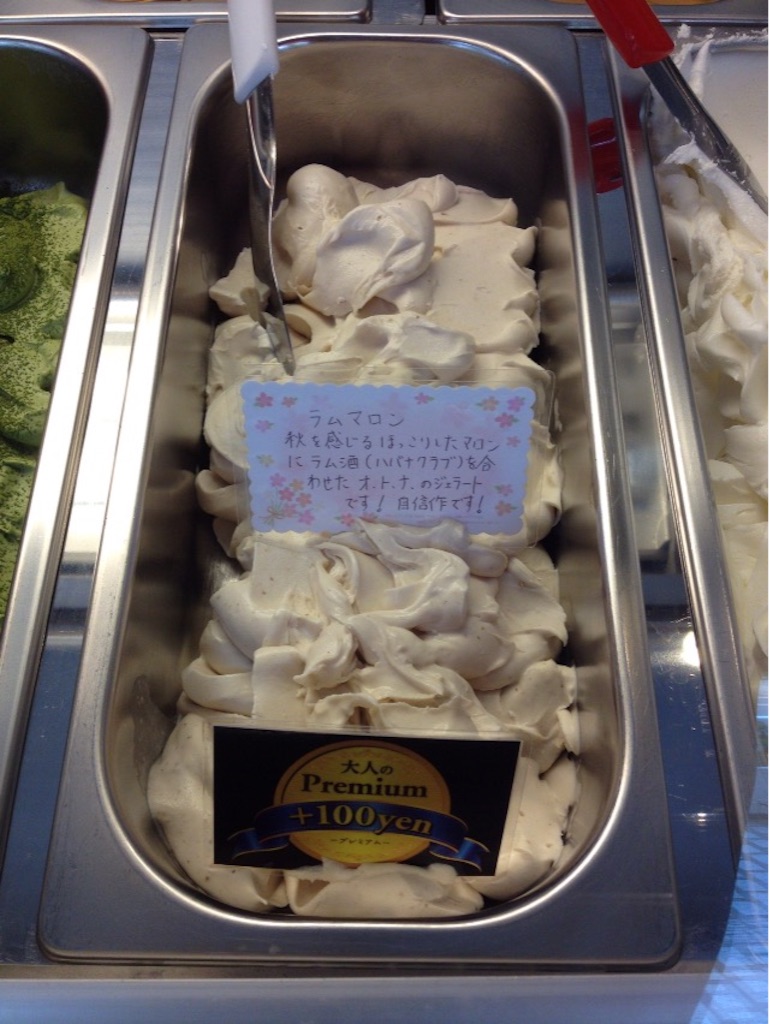 ラムマロン
秋を感じるほっこりしたマロン
にラム酒(ハバナクラブ)を合
わせたオ.ト.ナ.のジェラート
です! 自信作です!
大人の
Premium
+100yen
ープレミアムー